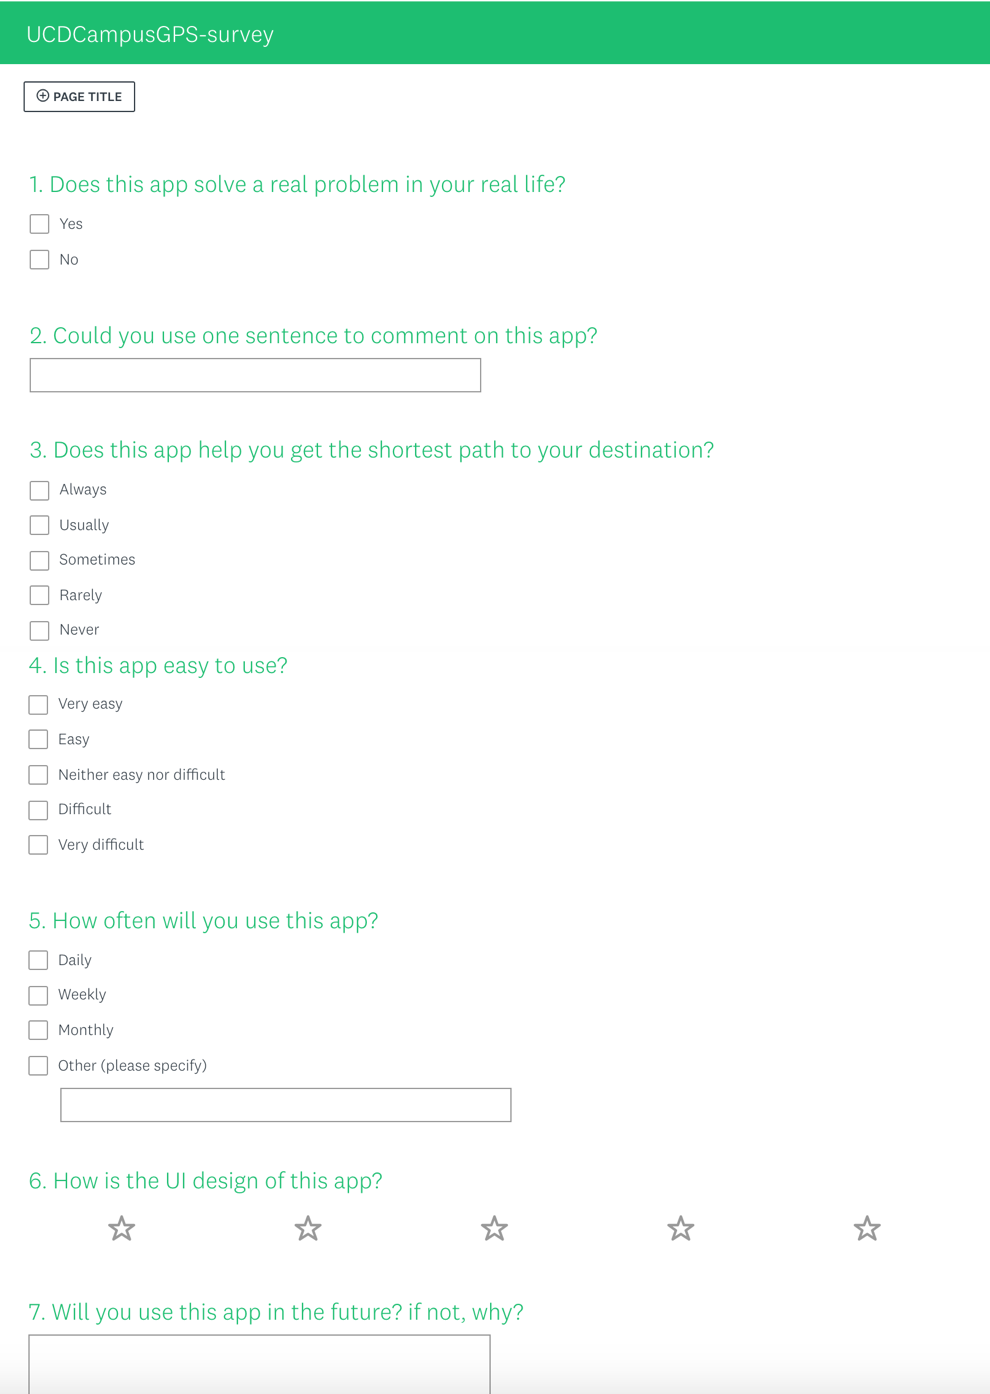 UCDCampusGPS-survey
PAGE TITLE
1. Does this app solve a real problem in your real life?
Yes
No
2. Could you use one sentence to comment on this app?
3. Does this app help you get the shortest path to your destination?
Always
Usually
Sometimes
Rarely
Never
4. Is this app easy to use?
Very easy
Easy
Neither easy nor difficult
Difficult
Very difficult
5. How often will you use this app?
Daily
Weekly
Monthly
Other (please specify)
6. How is the UI design of this app?
7. Will you use this app in the future? if not, why?